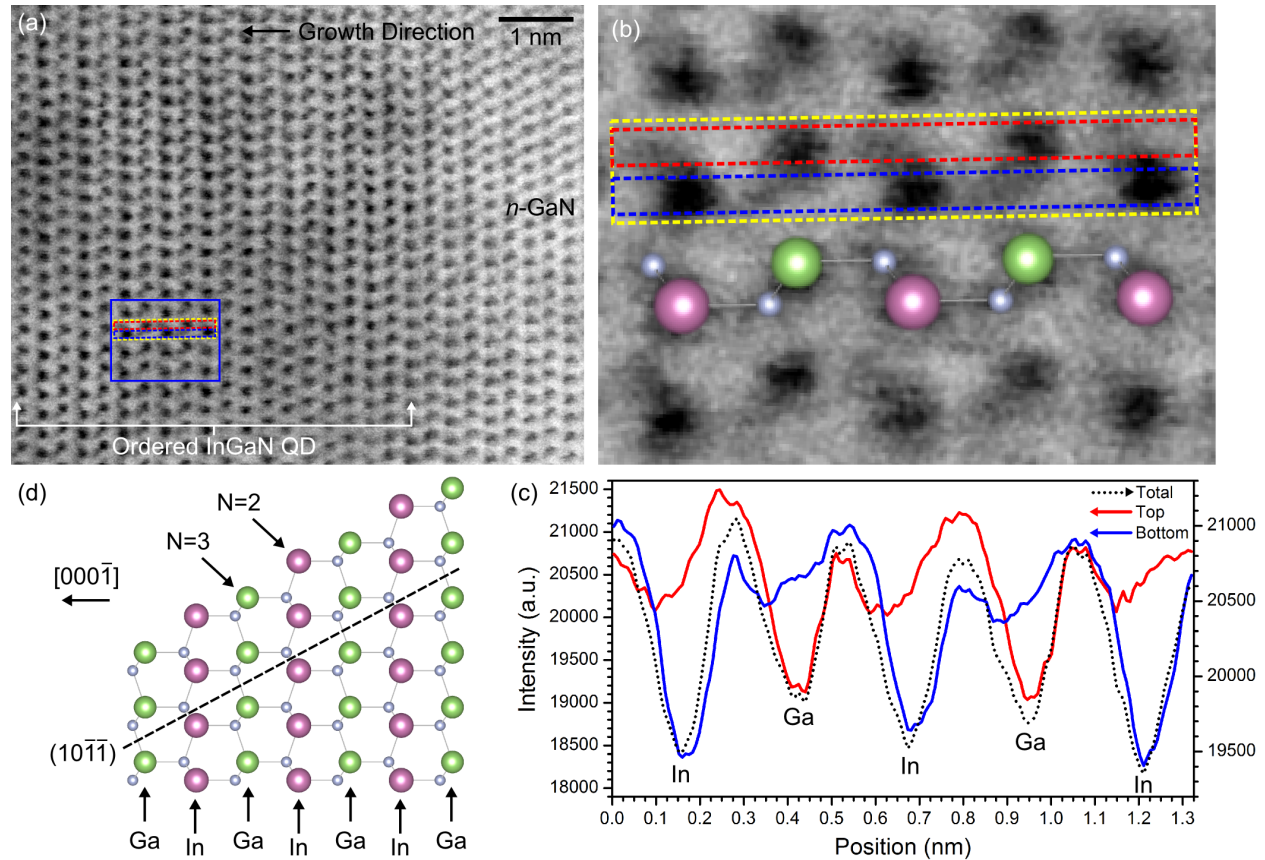 (a)
Growth Direction
1 nm
n-GaN
Ordered InGaN QD
(b)
(d)
N=2
N=3
[0001̄]
(101̄1̄)
Ga
In
Ga
In
Ga
In
Ga
(c)
Intensity (a.u.)
21500
21000
20500
20000
19500
19000
18500
18000
Total
Top
Bottom
In
Ga
In
Ga
In
21000
20500
20000
19500
0.0 0.1 0.2 0.3 0.4 0.5 0.6 0.7 0.8 0.9 1.0 1.1 1.2 1.3
Position (nm)